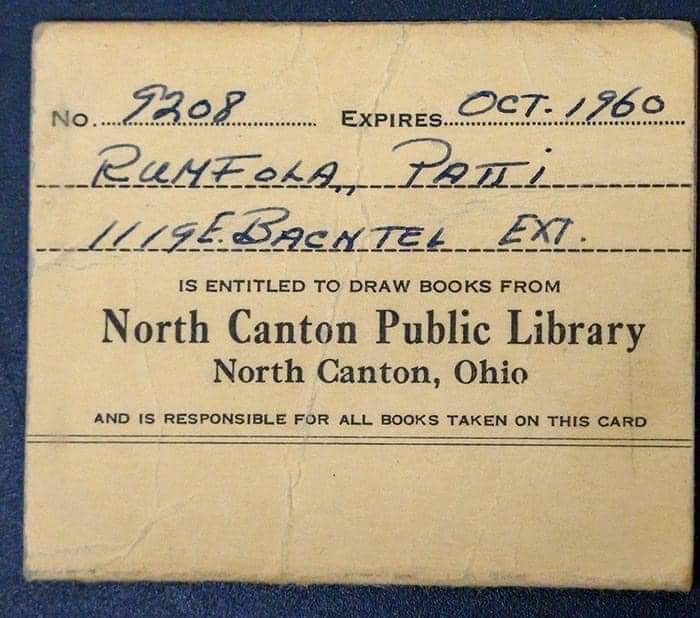 No. 9208 EXPIRES OCT. 1960
RUMFOLA, PATTI
1119 E. BACHTEL EXT.
IS ENTITLED TO DRAW BOOKS FROM
North Canton Public Library
North Canton, Ohio
AND IS RESPONSIBLE FOR ALL BOOKS TAKEN ON THIS CARD